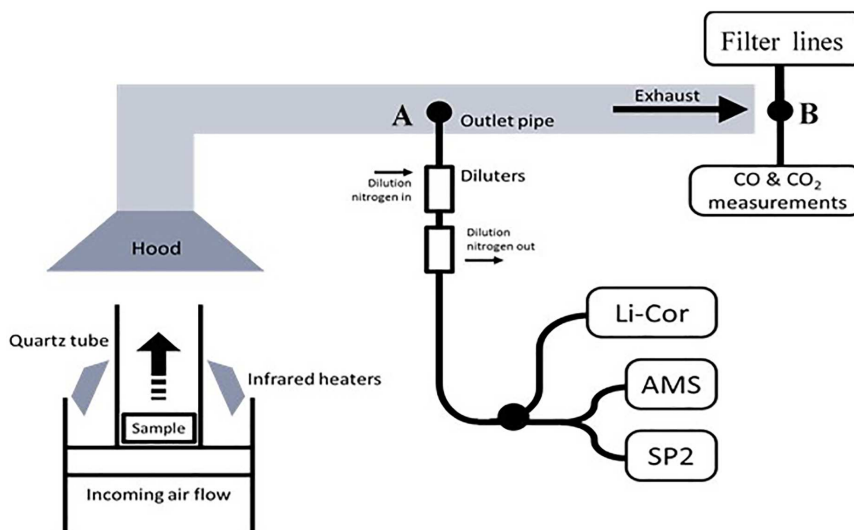 Filter lines
Exhaust
A
Outlet pipe
B
CO & CO₂
measurements
Dilution
nitrogen in
Diluters
Dilution
nitrogen out
Hood
Li-Cor
Quartz tube
Infrared heaters
AMS
Sample
SP2
Incoming air flow